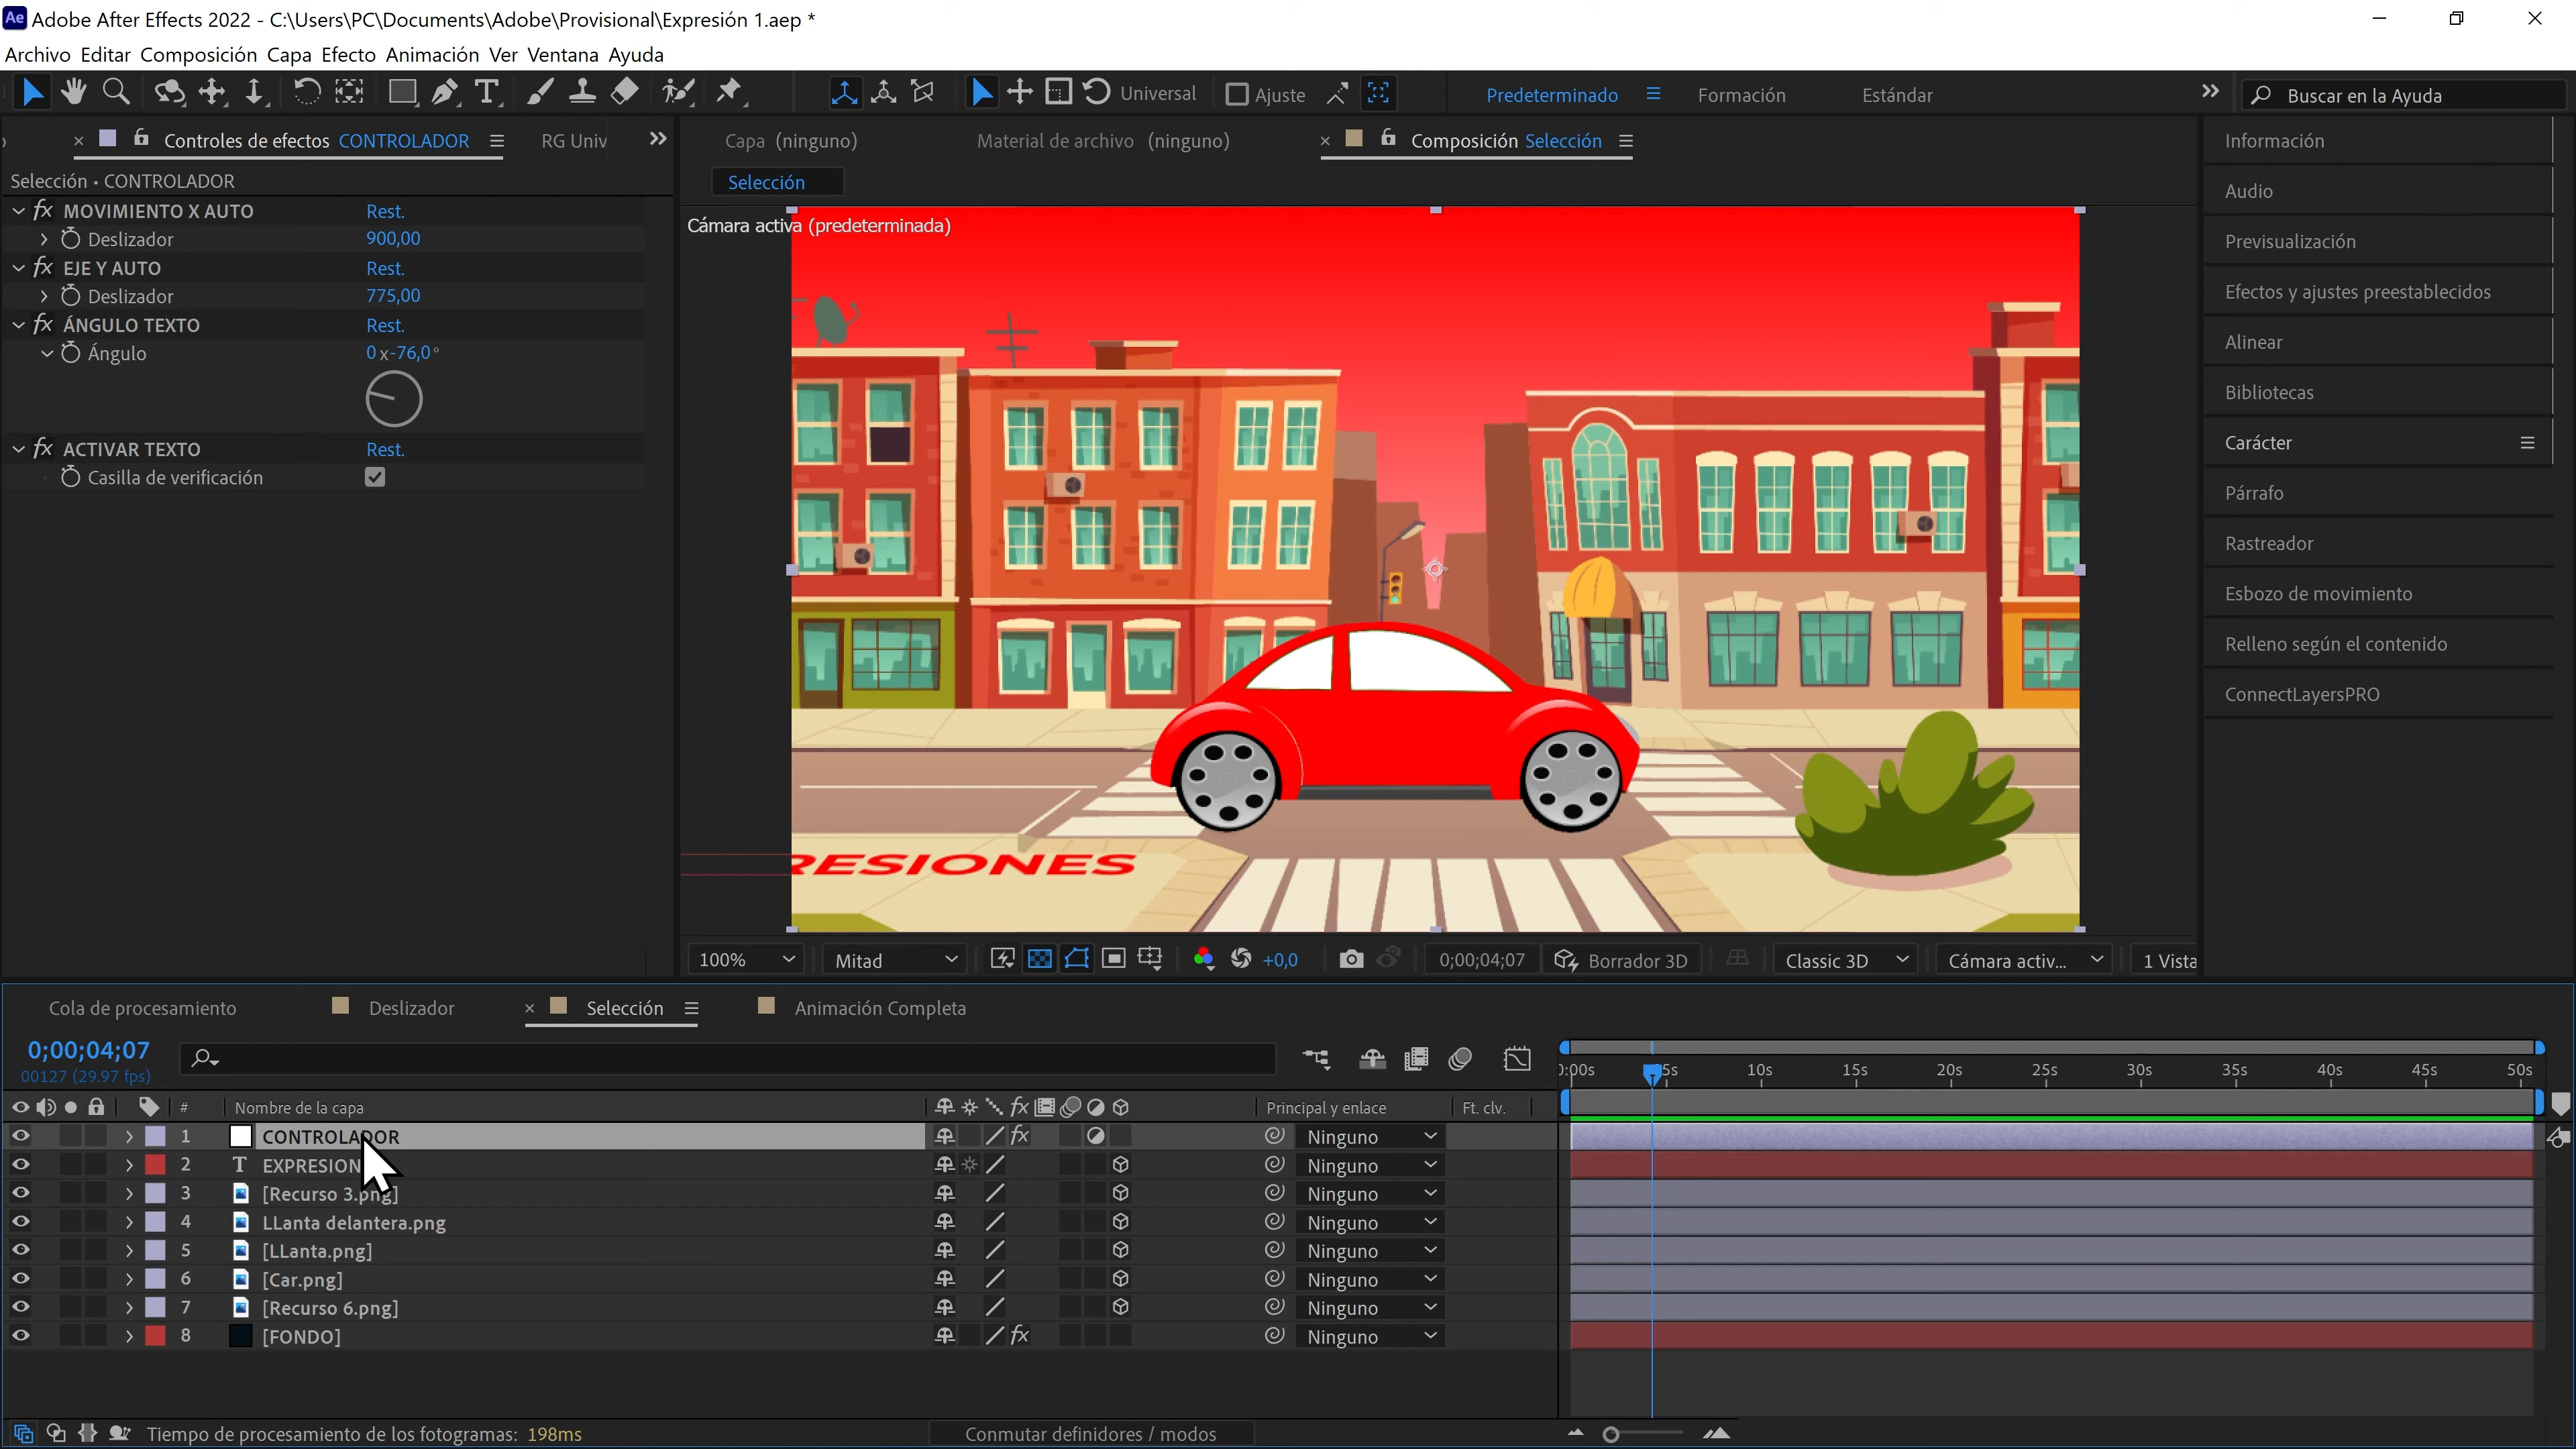 Ae Adobe After Effects 2022 - C:\Users\PC\Documents\Adobe\Provisional\Expresión 1.aep *
Archivo Editar Composición Capa Efecto Animación Ver Ventana Ayuda
Universal Ajuste Predeterminado Formación Estándar Buscar en la Ayuda
Controles de efectos CONTROLADOR RG Univ
Capa (ninguno) Material de archivo (ninguno) Composición Selección
Selección • CONTROLADOR
Selección
Cámara activa (predeterminada)
fx MOVIMIENTO X AUTO Rest.
Deslizador 900,00
fx EJE Y AUTO Rest.
Deslizador 775,00
fx ÁNGULO TEXTO Rest.
Ángulo 0x-76,0°
fx ACTIVAR TEXTO Rest.
Casilla de verificación
RESIONES
Información
Audio
Previsualización
Efectos y ajustes preestablecidos
Alinear
Bibliotecas
Carácter
Párrafo
Rastreador
Esbozo de movimiento
Relleno según el contenido
ConnectLayersPRO
100% Mitad +0,0 0;00;04;07 Borrador 3D Classic 3D Cámara activ... 1 Vista
Cola de procesamiento Deslizador Selección Animación Completa
0;00;04;07
00127 (29.97 fps)
0:00s 5s 10s 15s 20s 25s 30s 35s 40s 45s 50s
# Nombre de la capa fx Principal y enlace Ft. clv.
1 CONTROLADOR fx Ninguno
2 T EXPRESION Ninguno
3 [Recurso 3.png] Ninguno
4 LLanta delantera.png Ninguno
5 [LLanta.png] Ninguno
6 [Car.png] Ninguno
7 [Recurso 6.png] Ninguno
8 [FONDO] fx Ninguno
Tiempo de procesamiento de los fotogramas: 198ms Conmutar definidores / modos